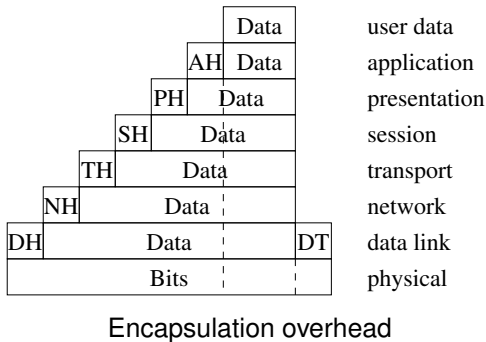 Data user data
AH Data application
PH Data presentation
SH Data session
TH Data transport
NH Data network
DH Data DT data link
Bits physical
Encapsulation overhead